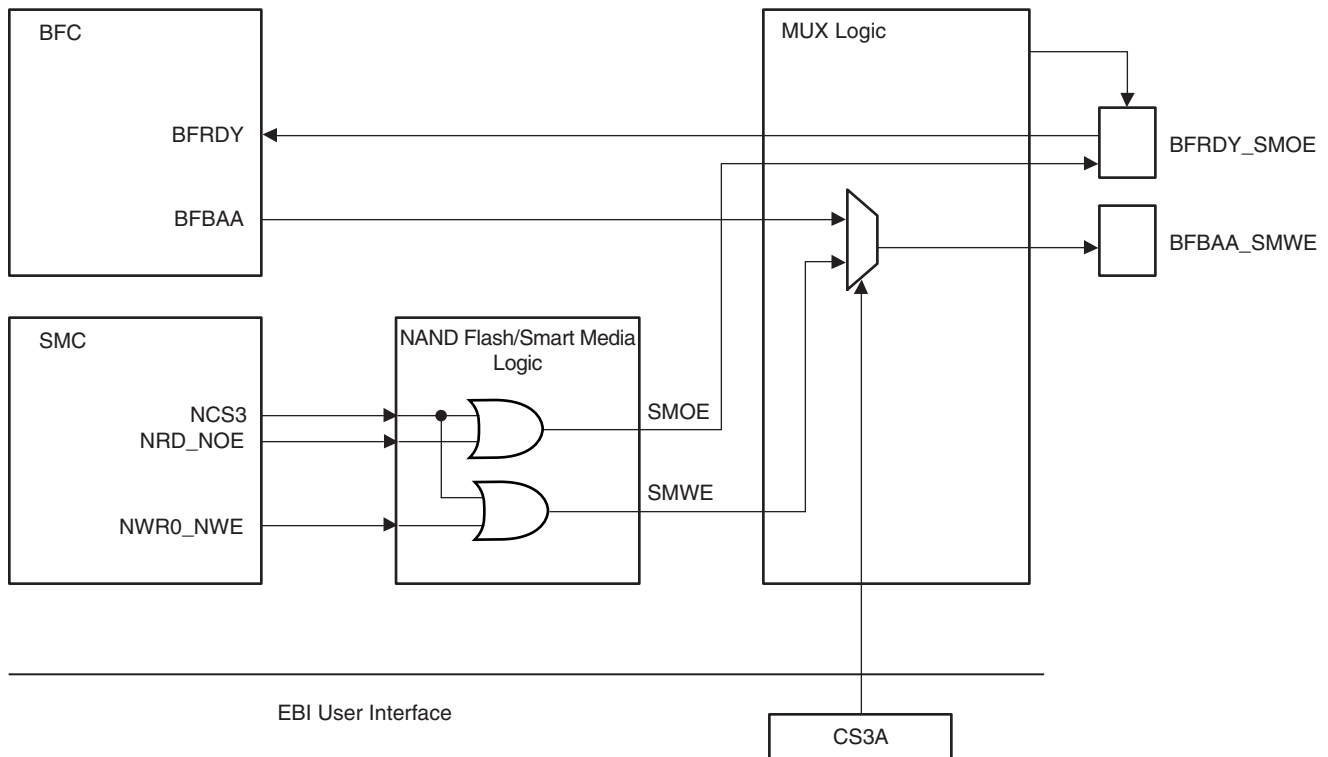 BFC
MUX Logic
BFRDY
BFRDY_SMOE
BFBAA
BFBAA_SMWE
SMC
NAND Flash/Smart Media
Logic
NCS3
SMOE
NRD_NOE
SMWE
NWR0_NWE
EBI User Interface
CS3A